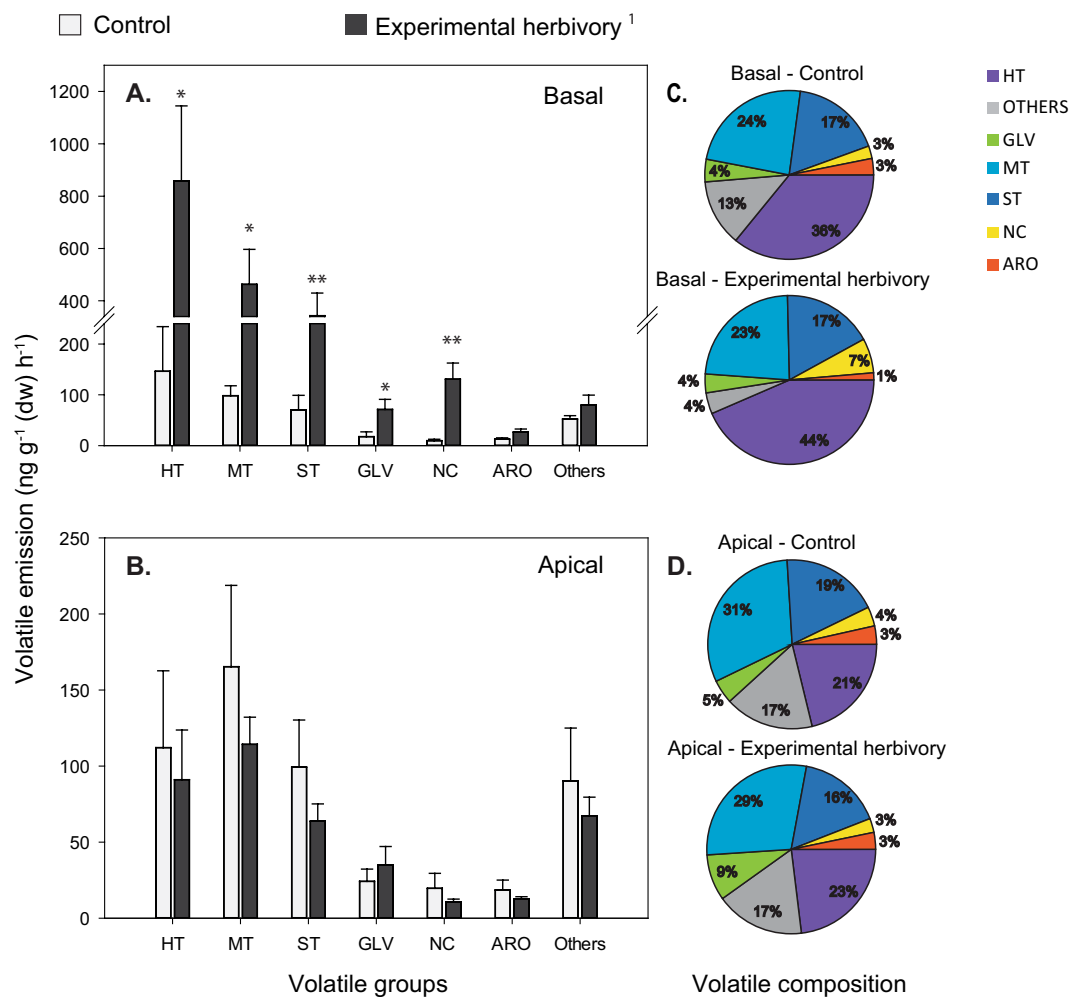 Control
Experimental herbivory 1
Volatile emission (ng g-1 (dw) h-1)
A.
Basal
1200
1000
800
600
400
200
100
0
*
*
**
*
**
HT
MT
ST
GLV
NC
ARO
Others
B.
Apical
250
200
150
100
50
0
HT
MT
ST
GLV
NC
ARO
Others
Volatile groups
C.
Basal - Control
24%
17%
3%
3%
4%
13%
36%
Basal - Experimental herbivory
23%
17%
7%
1%
4%
4%
44%
HT
OTHERS
GLV
MT
ST
NC
ARO
D.
Apical - Control
31%
19%
4%
3%
5%
17%
21%
Apical - Experimental herbivory
29%
16%
3%
3%
9%
17%
23%
Volatile composition